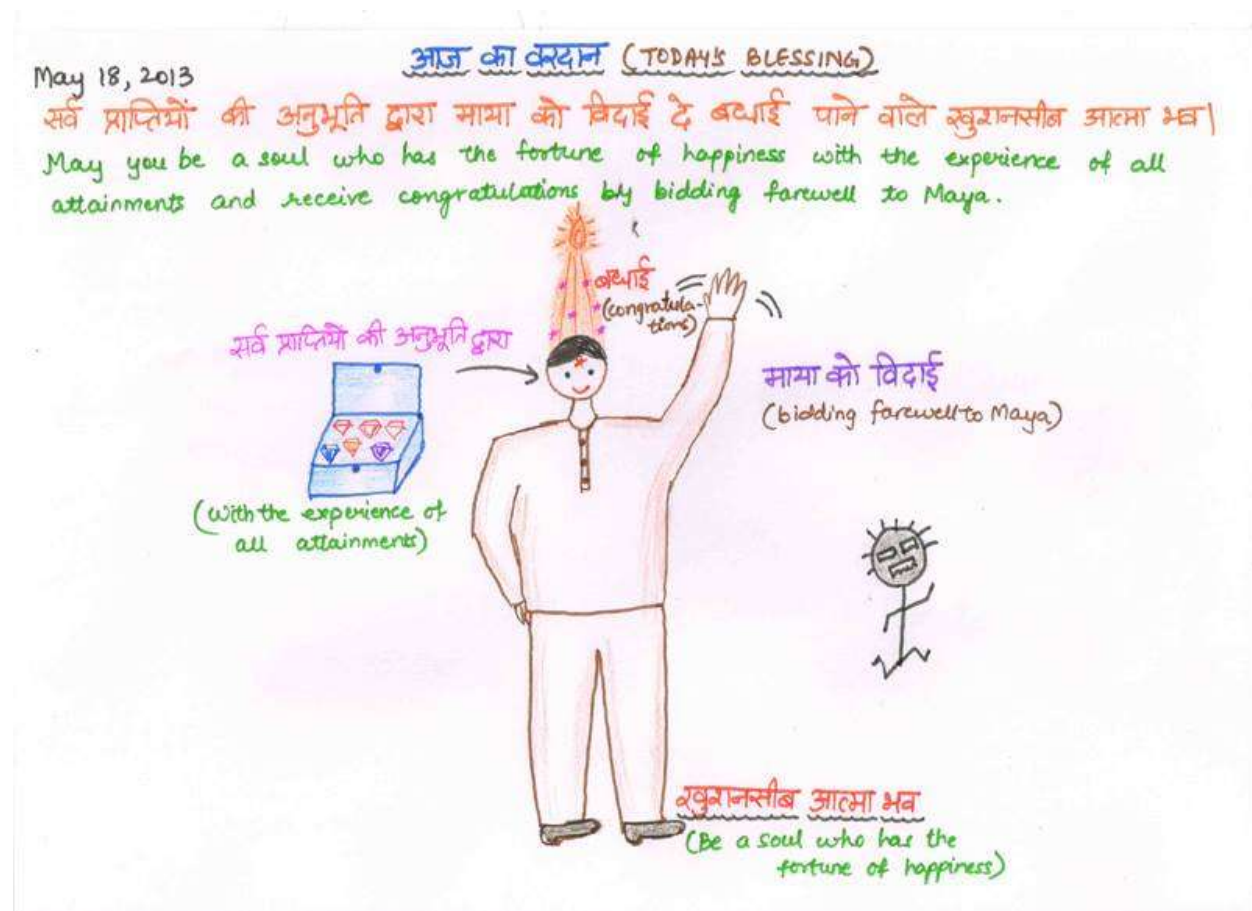 आज का वरदान (TODAY'S BLESSING)
May 18, 2013
सर्व प्राप्तियों की अनुभूति द्वारा माया को विदाई दे बधाई पाने वाले खुशनसीब आत्मा भव।
May you be a soul who has the fortune of happiness with the experience of all
attainments and receive congratulations by bidding farewell to Maya.
बधाई
(congratula-
tions)
सर्व प्राप्तियों की अनुभूति द्वारा
माया को विदाई
(bidding farewell to Maya)
(with the experience of
all attainments)
खुशनसीब आत्मा भव
(Be a soul who has the
fortune of happiness)